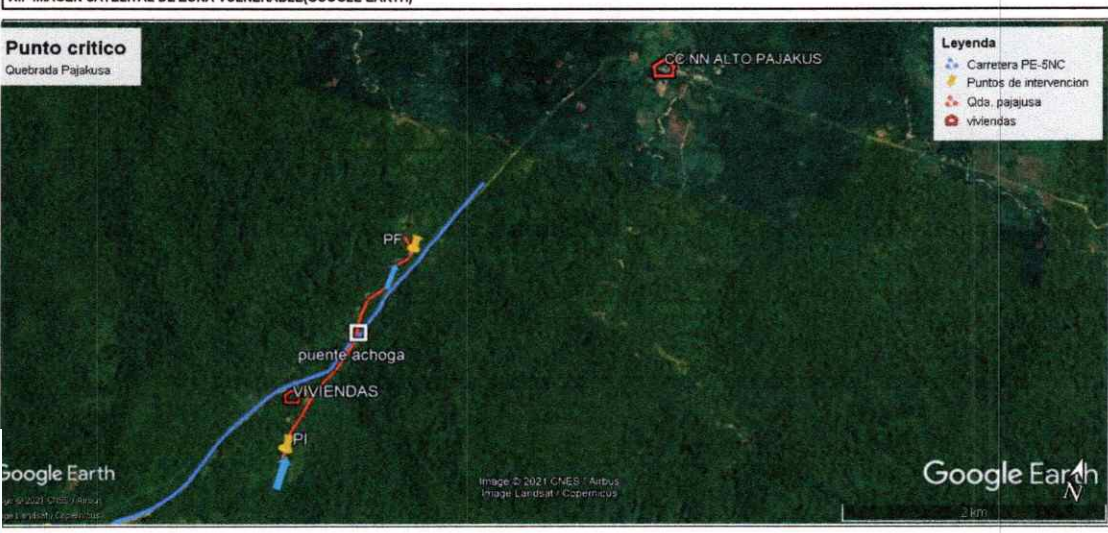 Punto critico
Quebrada Pajakusa
CC NN ALTO PAJAKUS
Leyenda
Carretera PE-5NC
Puntos de intervencion
Qda. pajajusa
viviendas
PF
puente achoga
VIVIENDAS
PI
Google Earth
Image © 2021 CNES / Airbus
Image Landsat / Copernicus
Google Earth
N
2 km